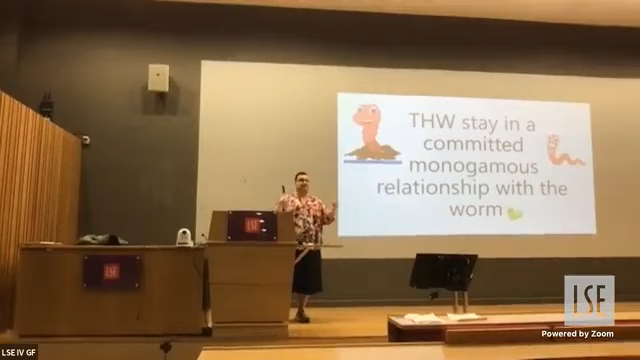 THW stay in a
committed
monogamous
relationship with the
worm
LSE
LSE
LSE
Powered by Zoom
LSE IV GF